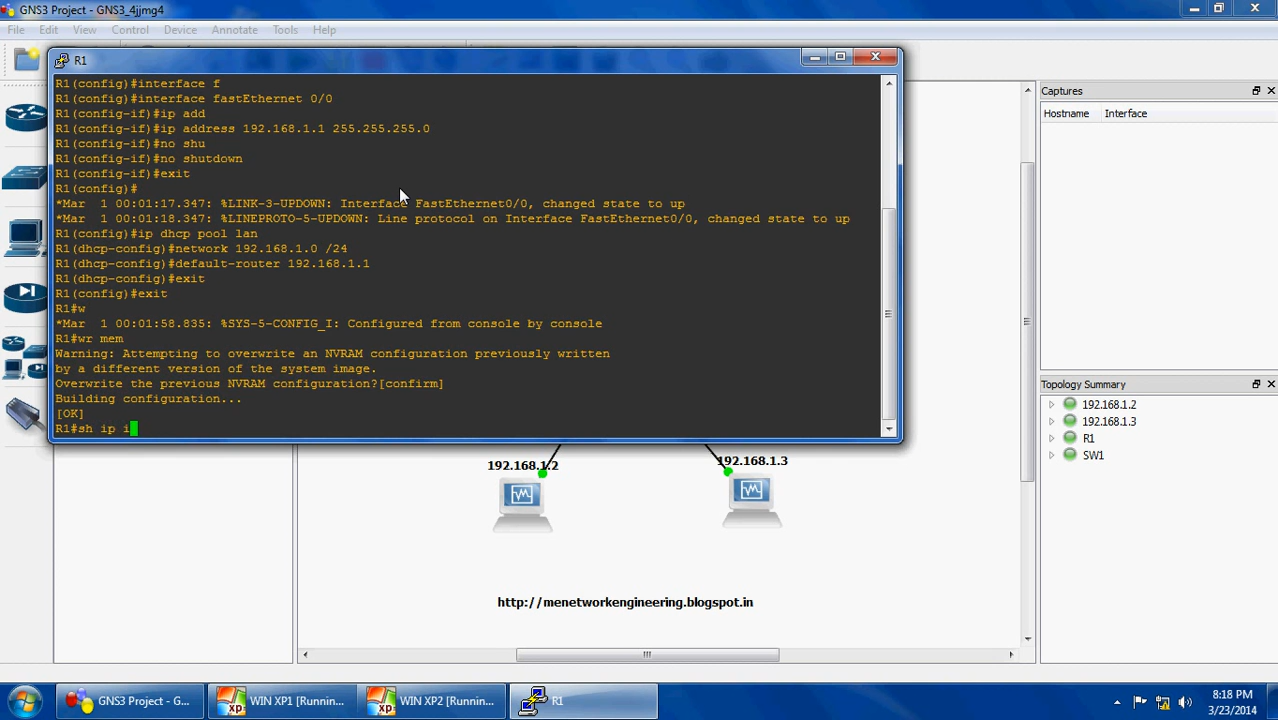 GNS3 Project - GNS3_4jjmg4
File Edit View Control Device Annotate Tools Help
R1
R1(config)#interface f
R1(config)#interface fastEthernet 0/0
R1(config-if)#ip add
R1(config-if)#ip address 192.168.1.1 255.255.255.0
R1(config-if)#no shu
R1(config-if)#no shutdown
R1(config-if)#exit
R1(config)#
*Mar  1 00:01:17.347: %LINK-3-UPDOWN: Interface FastEthernet0/0, changed state to up
*Mar  1 00:01:18.347: %LINEPROTO-5-UPDOWN: Line protocol on Interface FastEthernet0/0, changed state to up
R1(config)#ip dhcp pool lan
R1(dhcp-config)#network 192.168.1.0 /24
R1(dhcp-config)#default-router 192.168.1.1
R1(dhcp-config)#exit
R1(config)#exit
R1#w
*Mar  1 00:01:58.835: %SYS-5-CONFIG_I: Configured from console by console
R1#wr mem
Warning: Attempting to overwrite an NVRAM configuration previously written
by a different version of the system image.
Overwrite the previous NVRAM configuration?[confirm]
Building configuration...
[OK]
R1#sh ip i
Captures
Hostname Interface
Topology Summary
192.168.1.2
192.168.1.3
R1
SW1
192.168.1.2
192.168.1.3
http://menetworkengineering.blogspot.in
GNS3 Project - G...
WIN XP1 [Runnin...
WIN XP2 [Runnin...
R1
8:18 PM
3/23/2014